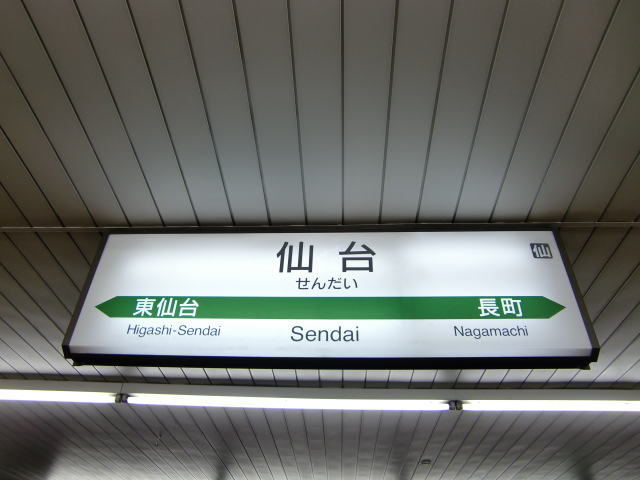 仙台
仙
せんだい
東仙台
長町
Higashi-Sendai
Sendai
Nagamachi